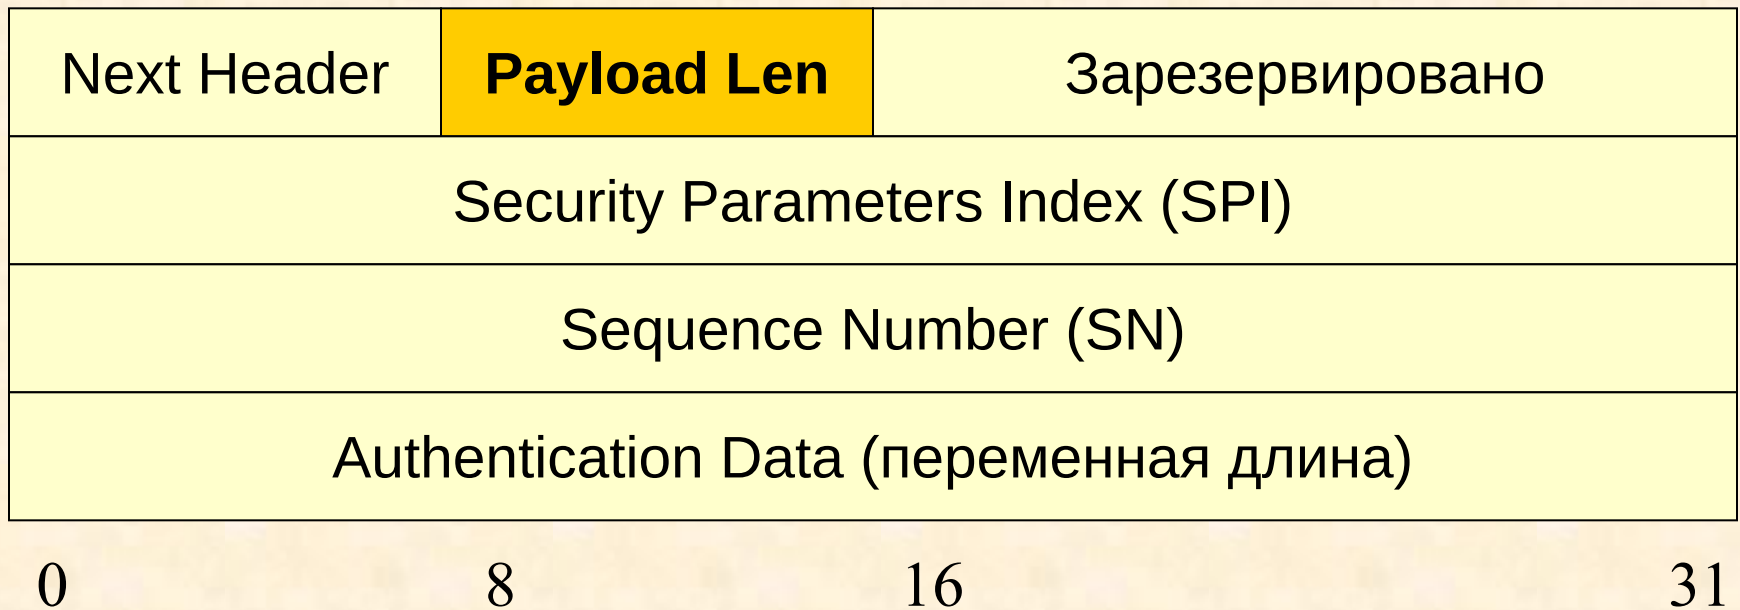 Next Header Payload Len Зарезервировано
Security Parameters Index (SPI)
Sequence Number (SN)
Authentication Data (переменная длина)
0 8 16 31